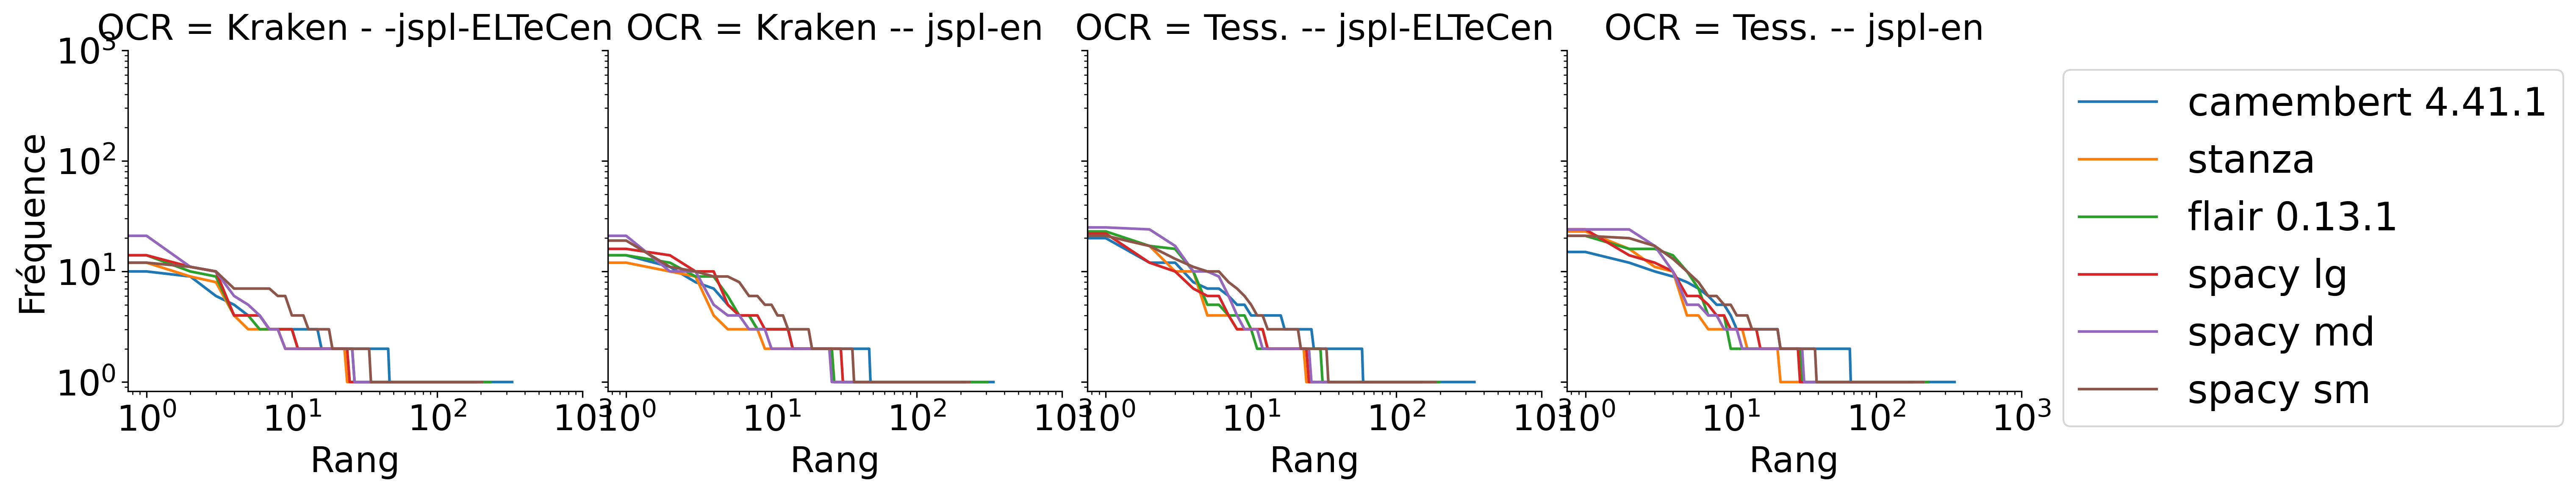 OCR = Kraken - -jspl-ELTeCen
OCR = Kraken -- jspl-en
OCR = Tess. -- jspl-ELTeCen
OCR = Tess. -- jspl-en
Fréquence
10³
10²
10¹
10⁰
10⁰ 10¹ 10² 10³
10⁰ 10¹ 10² 10³
10⁰ 10¹ 10² 10³
10⁰ 10¹ 10² 10³
Rang
Rang
Rang
Rang
camembert 4.41.1
stanza
flair 0.13.1
spacy lg
spacy md
spacy sm